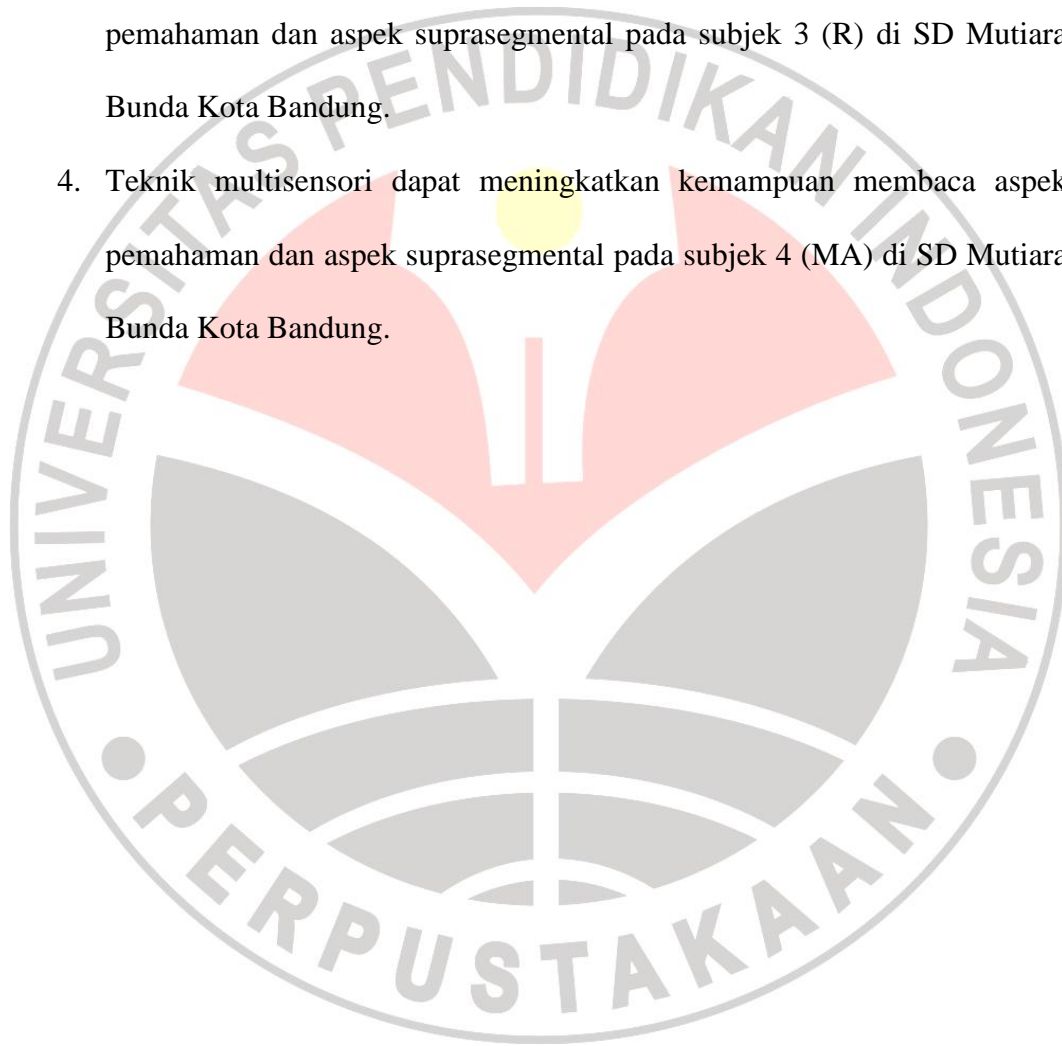 pemahaman dan aspek suprasegmental pada subjek 3 (R) di SD Mutiara
Bunda Kota Bandung.
4. Teknik multisensori dapat meningkatkan kemampuan membaca aspek
pemahaman dan aspek suprasegmental pada subjek 4 (MA) di SD Mutiara
Bunda Kota Bandung.
UNIVERSITAS PENDIDIKAN INDONESIA
PERPUSTAKAAN